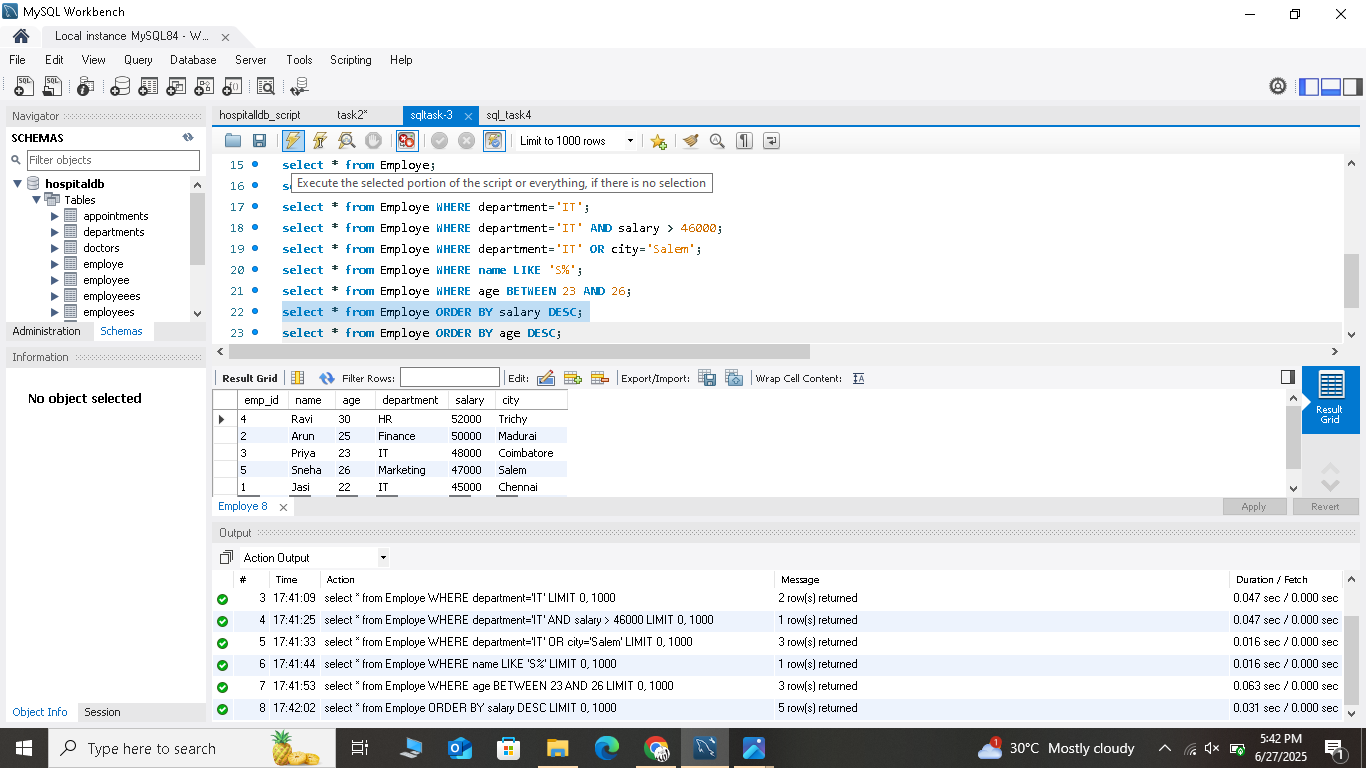 MySQL Workbench
Local instance MySQL84 - W...
File Edit View Query Database Server Tools Scripting Help
Navigator
SCHEMAS
Filter objects
hospitaldb
Tables
appointments
departments
doctors
employe
employee
employeees
employees
Administration Schemas
Information
No object selected
Object Info Session
hospitalldb_script task2* sqltask-3 sql_task4
Limit to 1000 rows
15 select * from Employe;
16 se
Execute the selected portion of the script or everything, if there is no selection
17 select * from Employe WHERE department='IT';
18 select * from Employe WHERE department='IT' AND salary > 46000;
19 select * from Employe WHERE department='IT' OR city='Salem';
20 select * from Employe WHERE name LIKE 'S%';
21 select * from Employe WHERE age BETWEEN 23 AND 26;
22 select * from Employe ORDER BY salary DESC;
23 select * from Employe ORDER BY age DESC;
Result Grid Filter Rows: Edit: Export/Import: Wrap Cell Content:
emp_id name age department salary city
4 Ravi 30 HR 52000 Trichy
2 Arun 25 Finance 50000 Madurai
3 Priya 23 IT 48000 Coimbatore
5 Sneha 26 Marketing 47000 Salem
1 Jasi 22 IT 45000 Chennai
Result
Grid
Employe 8
Apply Revert
Output
Action Output
# Time Action Message Duration / Fetch
3 17:41:09 select * from Employe WHERE department='IT' LIMIT 0, 1000 2 row(s) returned 0.047 sec / 0.000 sec
4 17:41:25 select * from Employe WHERE department='IT' AND salary > 46000 LIMIT 0, 1000 1 row(s) returned 0.047 sec / 0.000 sec
5 17:41:33 select * from Employe WHERE department='IT' OR city='Salem' LIMIT 0, 1000 3 row(s) returned 0.016 sec / 0.000 sec
6 17:41:44 select * from Employe WHERE name LIKE 'S%' LIMIT 0, 1000 1 row(s) returned 0.016 sec / 0.000 sec
7 17:41:53 select * from Employe WHERE age BETWEEN 23 AND 26 LIMIT 0, 1000 3 row(s) returned 0.063 sec / 0.000 sec
8 17:42:02 select * from Employe ORDER BY salary DESC LIMIT 0, 1000 5 row(s) returned 0.031 sec / 0.000 sec
Type here to search
1
30°C Mostly cloudy
5:42 PM
6/27/2025
1